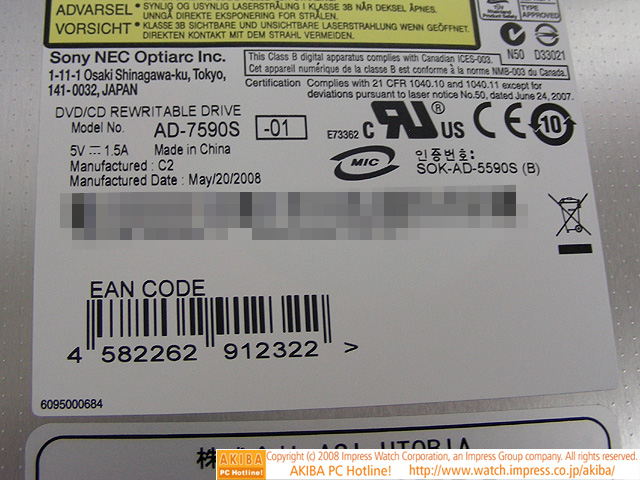 ADVARSEL • SYNLIG OG USYNLIG LASERSTRÅLING I KLASSE 3B NÅR DEKSEL ÅPNES.
UNNGÅ DIREKTE EKSPONERING FOR STRÅLEN.
VORSICHT • KLASSE 3B SICHTBARE UND UNSICHTBARE LASERSTRAHLUNG WENN GEÖFFNET.
DIREKTEN KONTAKT MIT DEM STRAHL VERMEIDEN
TÜV
Product Safety
TYPE
APPROVED
N50 D33021
Sony NEC Optiarc Inc.
1-11-1 Osaki Shinagawa-ku, Tokyo,
141-0032, JAPAN
This Class B digital apparatus complies with Canadian ICES-003.
Cet appareil numérique de la classe B est conforme à la norme NMB-003 du Canada.
Certification Complies with 21 CFR 1040.10 and 1040.11 except for
deviations pursuant to laser notice No.50, dated June 24, 2007.
DVD/CD REWRITABLE DRIVE
Model No. AD-7590S -01
5V 1.5A Made in China
Manufactured : C2
Manufactured Date : May/20/2008
E73362 c RU ® US CE 10
MIC 인증번호:
SOK-AD-5590S (B)
EAN CODE
4 582262 912322 >
6095000684
AKIBA
PC Hotline!
Copyright (c) 2008 Impress Watch Corporation, an Impress Group company. All rights reserved.
AKIBA PC Hotline! http://www.watch.impress.co.jp/akiba/